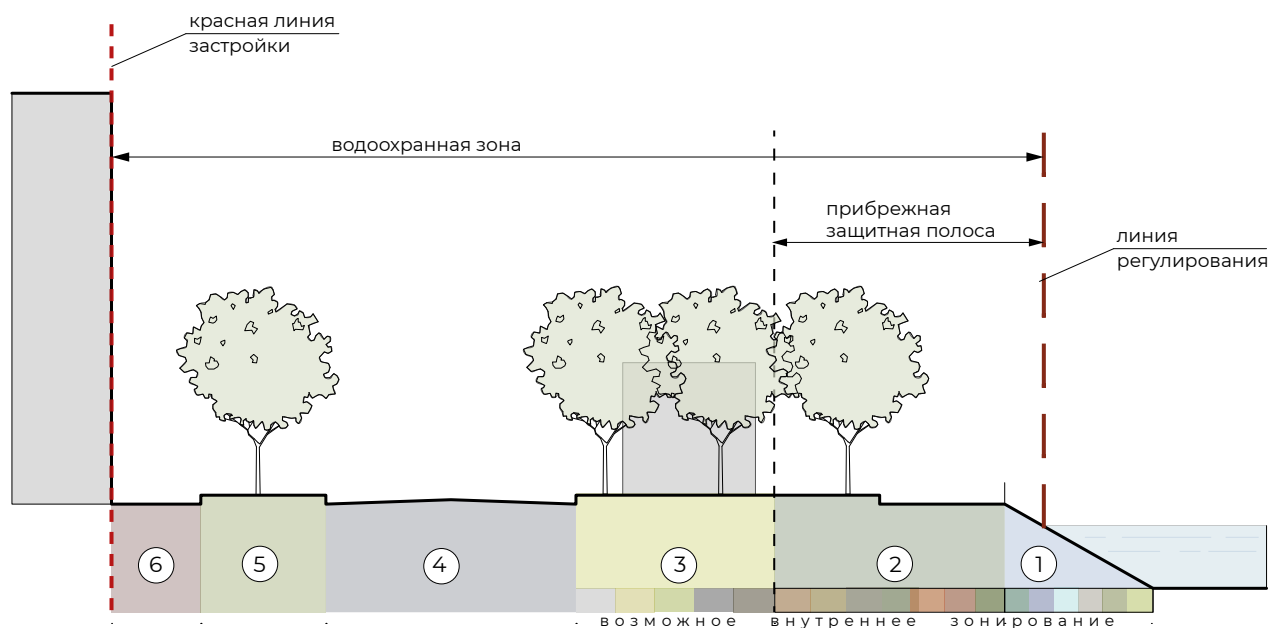 красная линия
застройки
водоохранная зона
прибрежная
защитная полоса
линия
регулирования
6
5
4
3
2
1
возможное внутреннее зонирование